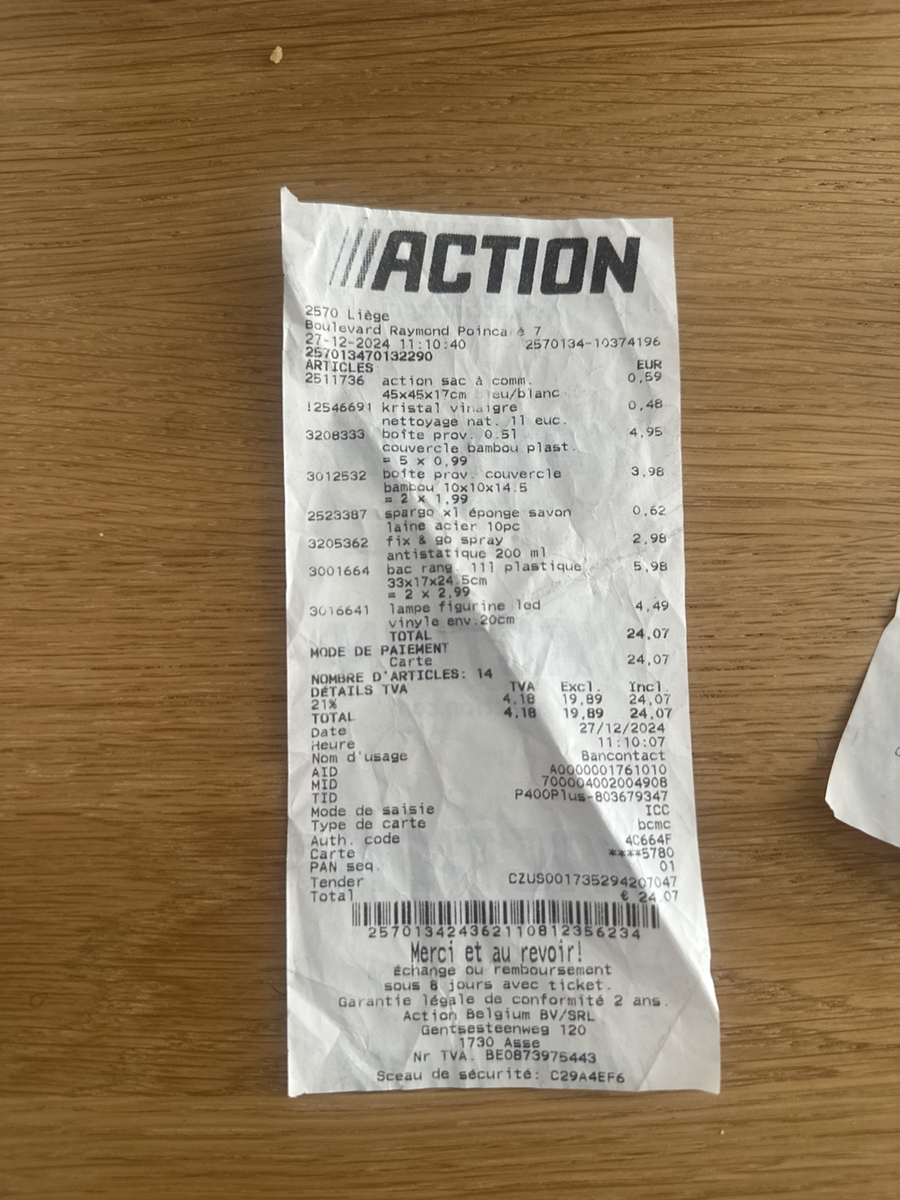 ACTION
2570 Liège
Boulevard Raymond Poincaré 7
27-12-2024 11:10:40 2570134-10374196
257013470132290
ARTICLES EUR
2511736 action sac à comm. 0,59
45x45x17cm bleu/blanc
12546691 kristal vinaigre 0,48
nettoyage nat. 1l euc.
3208333 boîte prov. 0.5l 4,95
couvercle bambou plast.
= 5 x 0,99
3012532 boîte prov. couvercle 3,98
bambou 10x10x14.5
= 2 x 1,99
2523387 spargo xl éponge savon 0,62
laine acier 10pc
3205362 fix & go spray 2,98
antistatique 200 ml
3001664 bac rang. 11l plastique 5,98
33x17x24.5cm
= 2 x 2,99
3016641 lampe figurine led 4,49
vinyle env.20cm
TOTAL 24,07
MODE DE PAIEMENT
Carte 24,07
NOMBRE D'ARTICLES: 14
DÉTAILS TVA TVA Excl. Incl.
21% 4,18 19,89 24,07
TOTAL 4,18 19,89 24,07
Date 27/12/2024
Heure 11:10:07
Nom d'usage Bancontact
AID A0000001761010
MID 700004002004908
TID P400Plus-803679347
Mode de saisie ICC
Type de carte bcmc
Auth. code 4C664F
Carte ****5780
PAN seq. 01
Tender CZUS001735294207047
Total € 24,07
257013424362110812356234
Merci et au revoir!
Échange ou remboursement
sous 8 jours avec ticket.
Garantie légale de conformité 2 ans.
Action Belgium BV/SRL
Gentsesteenweg 120
1730 Asse
Nr TVA. BE0873975443
Sceau de sécurité: C29A4EF6